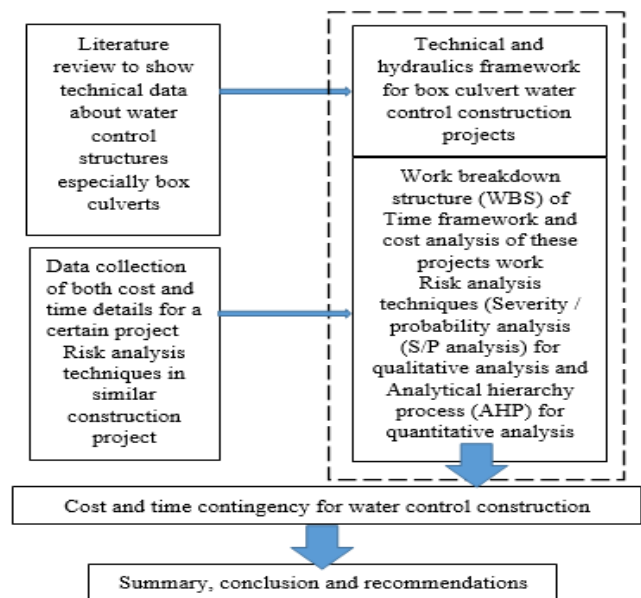 Literature
review to show
technical data
about water
control
structures
especially box
culverts
Technical and
hydraulics framework
for box culvert water
control construction
projects
Data collection
of both cost and
time details for a
certain project
Risk analysis
techniques in
similar
construction
project
Work breakdown
structure (WBS) of
Time framework and
cost analysis of these
projects work
Risk analysis
techniques (Severity /
probability analysis
(S/P analysis) for
qualitative analysis and
Analytical hierarchy
process (AHP) for
quantitative analysis
Cost and time contingency for water control construction
Summary, conclusion and recommendations